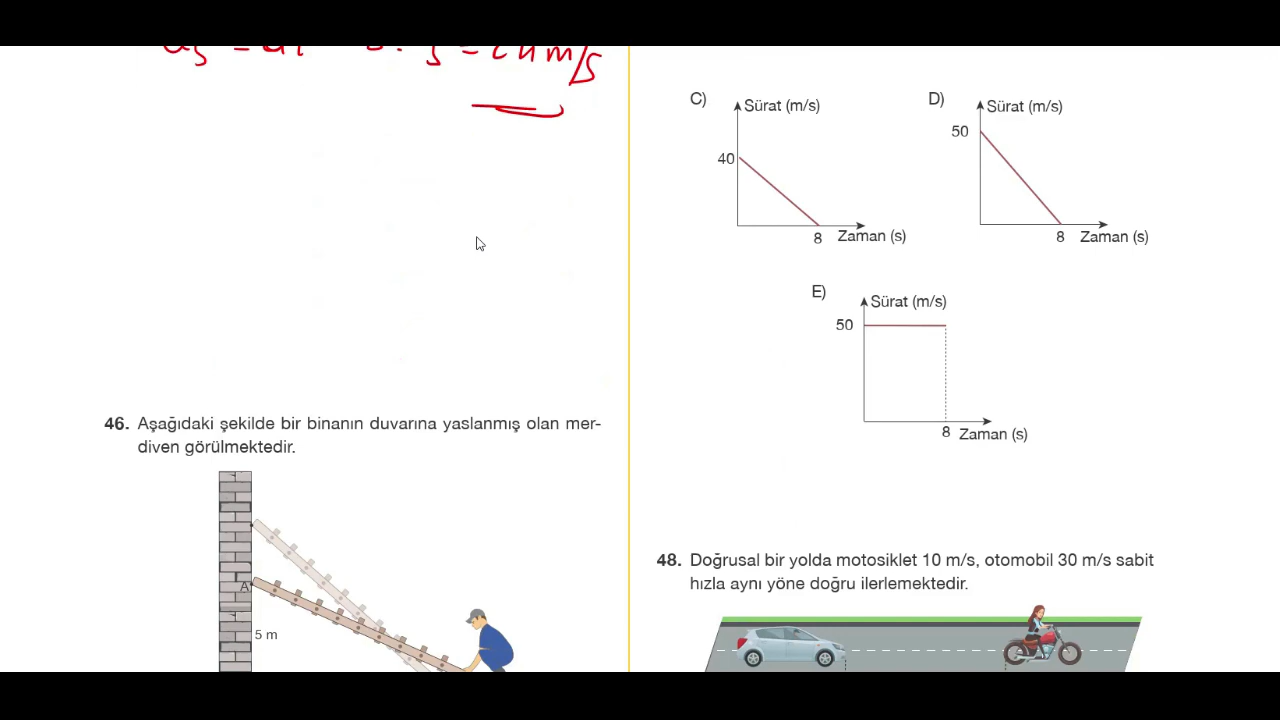 = 24 m/s
46. Aşağıdaki şekilde bir binanın duvarına yaslanmış olan mer-
diven görülmektedir.
A
5 m
C)
Sürat (m/s)
40
8
Zaman (s)
D)
Sürat (m/s)
50
8
Zaman (s)
E)
Sürat (m/s)
50
8
Zaman (s)
48. Doğrusal bir yolda motosiklet 10 m/s, otomobil 30 m/s sabit
hızla aynı yöne doğru ilerlemektedir.